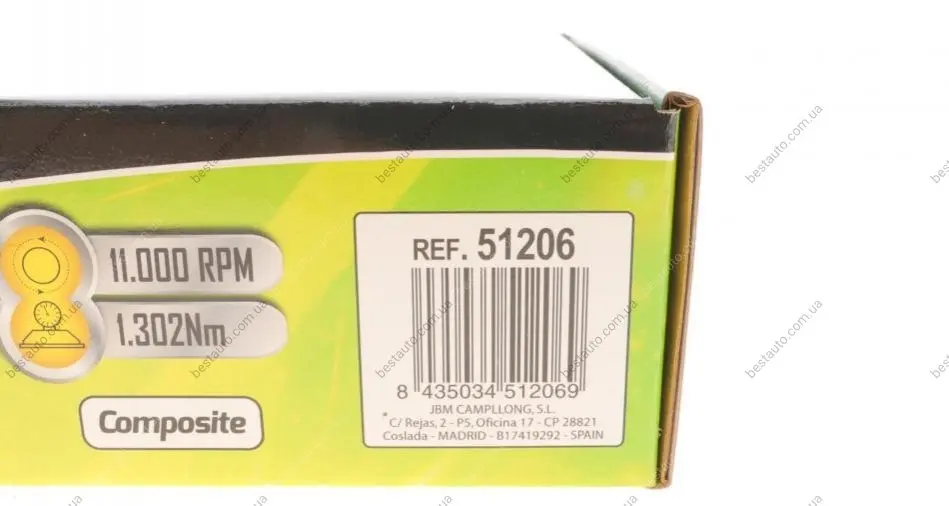 11.000 RPM
1.302Nm
Composite
REF. 51206
8 435034 512069
JBM CAMPLLONG, S.L.
* C/ Rejas, 2 - P5, Oficina 17 - CP 28821
Coslada - MADRID - B17419292 - SPAIN
bestauto.com.ua